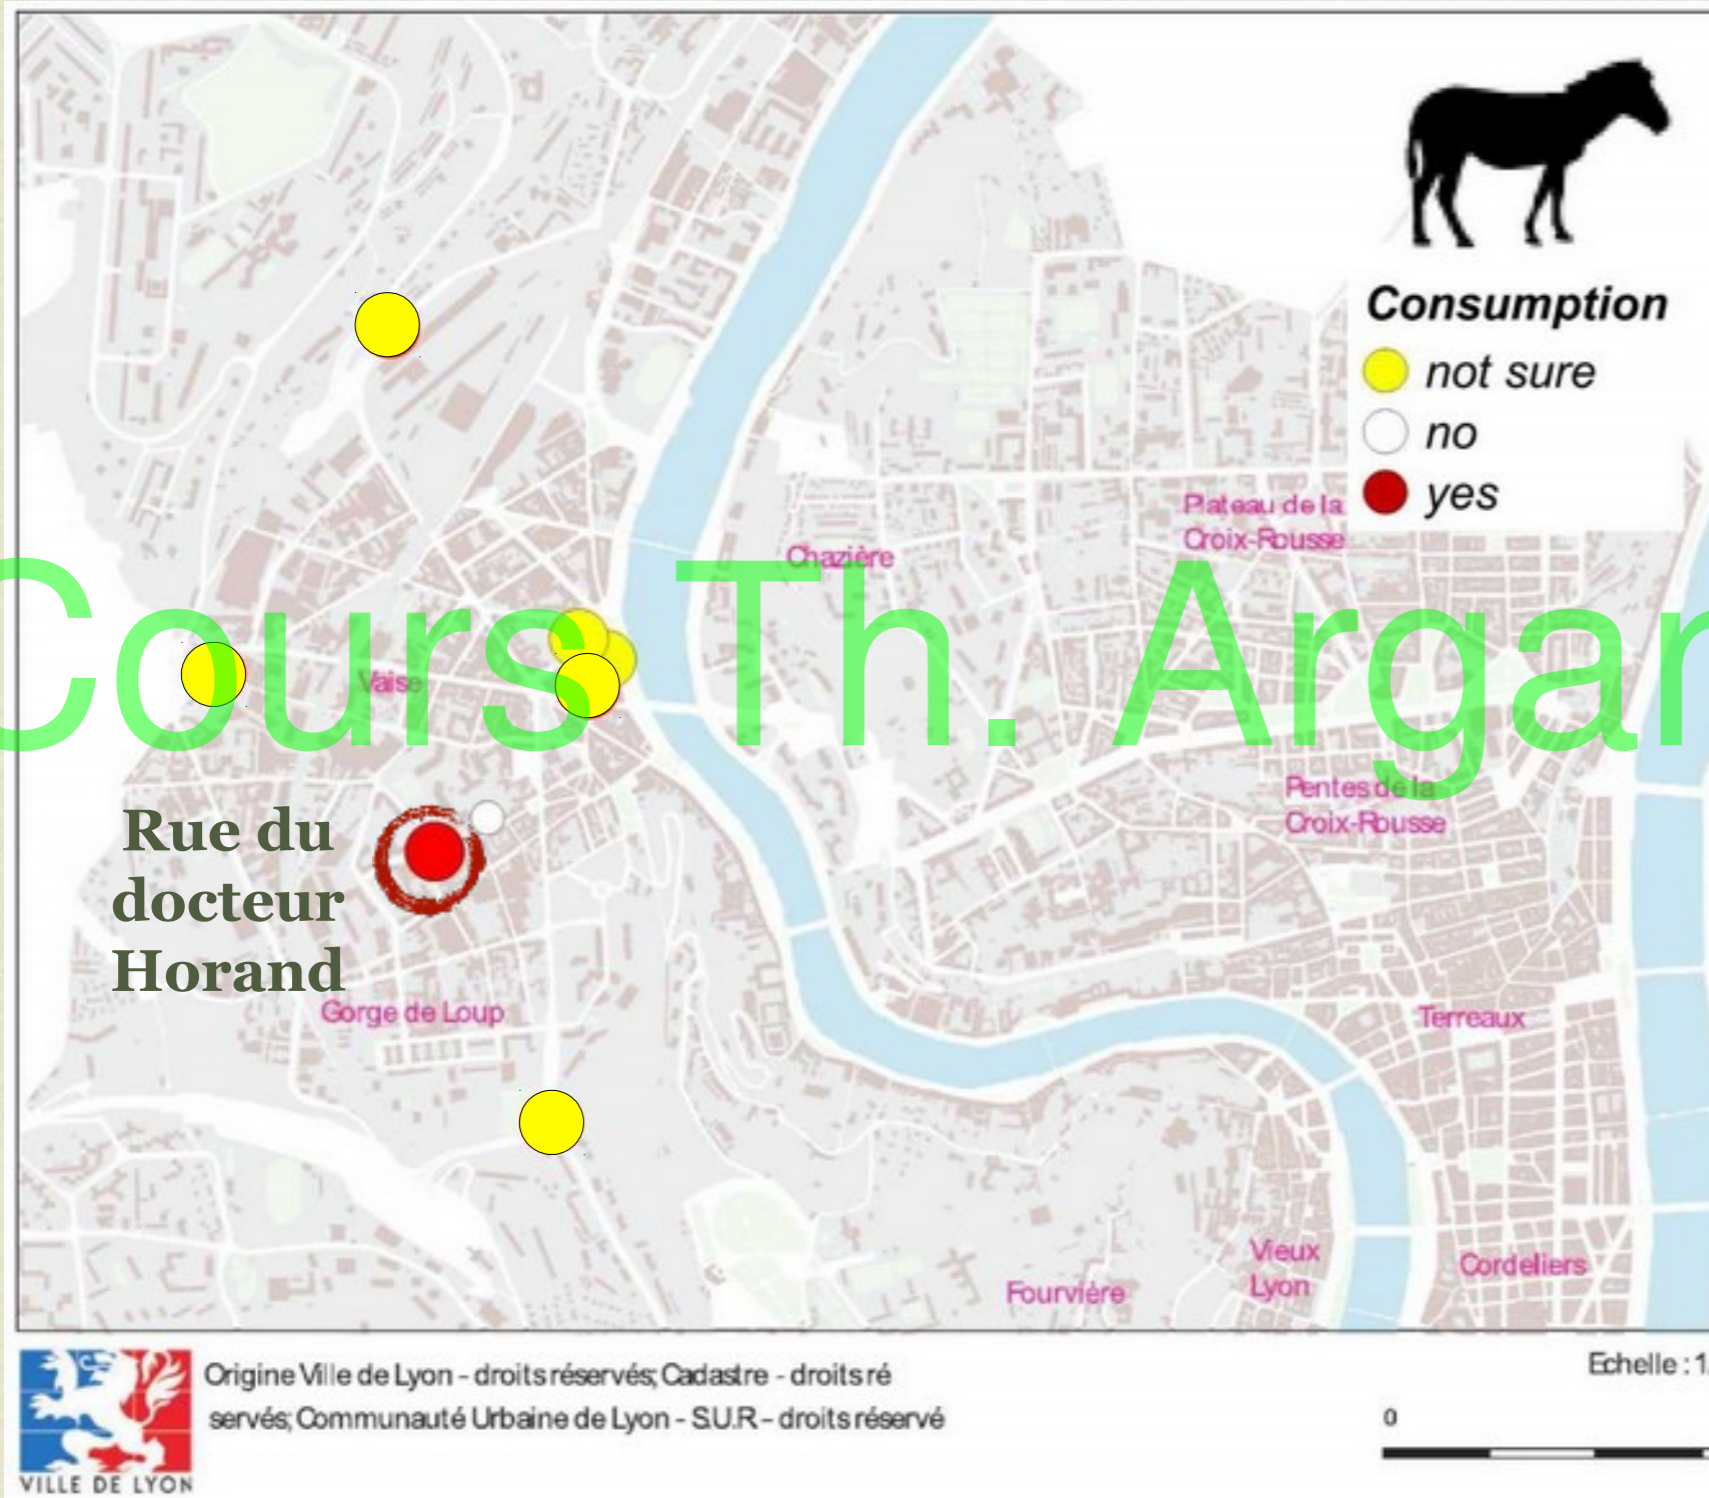 Consumption
not sure
no
yes
Plateau de la
Croix-Rousse
Chazière
Cours Th. Argan
Vaise
Pentes de la
Croix-Rousse
Rue du
docteur
Horand
Gorge de Loup
Terreaux
Vieux
Lyon
Cordeliers
Fourvière
Origine Ville de Lyon - droits réservés; Cadastre - droits ré
servés; Communauté Urbaine de Lyon - S.U.R - droits réservé
Echelle : 1
0
VILLE DE LYON